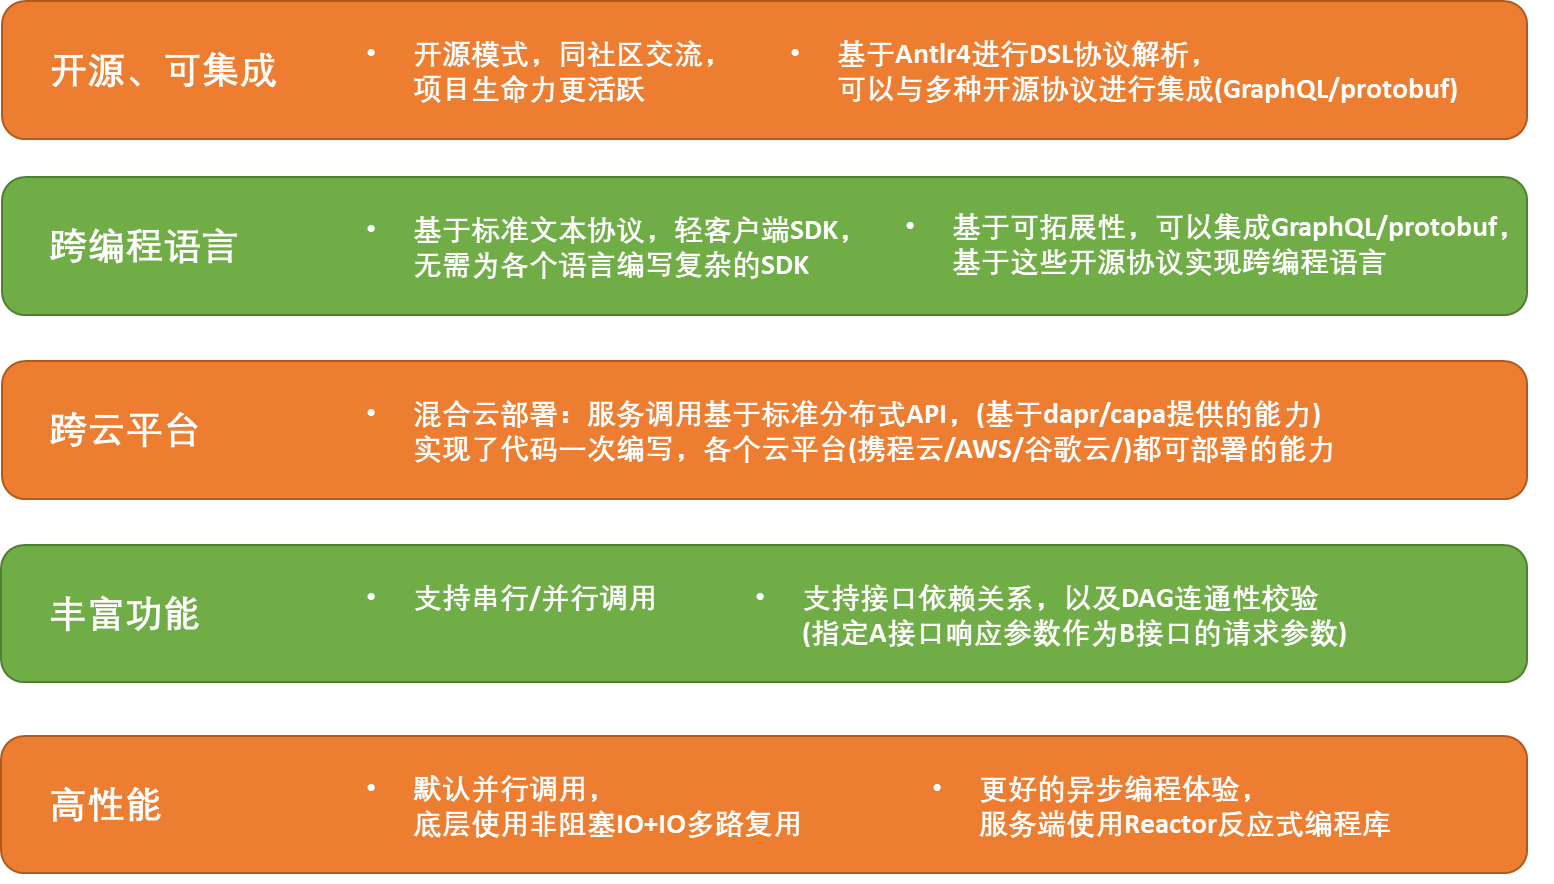 开源、可集成
• 开源模式，同社区交流，
项目生命力更活跃
• 基于Antlr4进行DSL协议解析，
可以与多种开源协议进行集成(GraphQL/protobuf)
跨编程语言
• 基于标准文本协议，轻客户端SDK，
无需为各个语言编写复杂的SDK
• 基于可拓展性，可以集成GraphQL/protobuf，
基于这些开源协议实现跨编程语言
跨云平台
• 混合云部署：服务调用基于标准分布式API，(基于dapr/capa提供的能力)
实现了代码一次编写，各个云平台(携程云/AWS/谷歌云/)都可部署的能力
丰富功能
• 支持串行/并行调用
• 支持接口依赖关系，以及DAG连通性校验
(指定A接口响应参数作为B接口的请求参数)
高性能
• 默认并行调用，
底层使用非阻塞IO+IO多路复用
• 更好的异步编程体验，
服务端使用Reactor反应式编程库